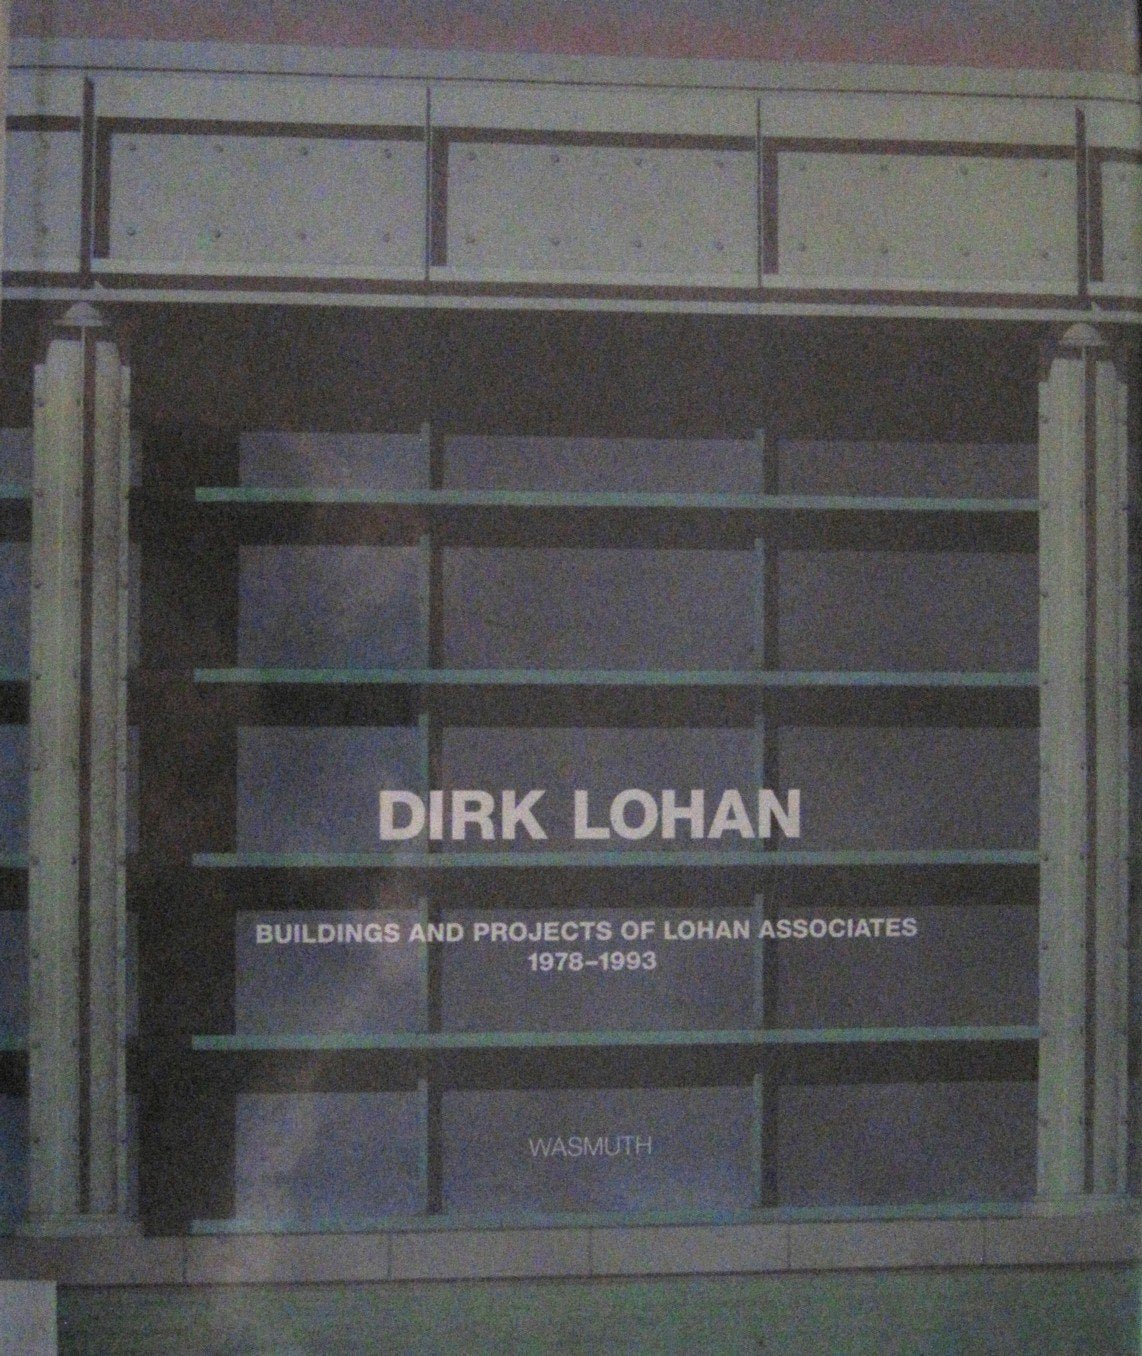 DIRK LOHAN
BUILDINGS AND PROJECTS OF LOHAN ASSOCIATES
1978–1993
WASMUTH